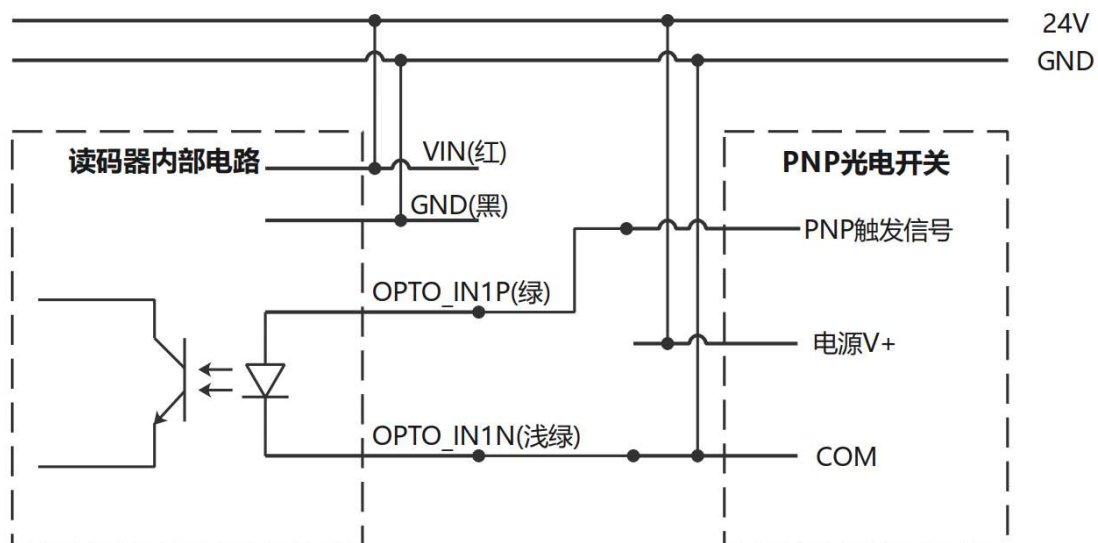 24V
GND
读码器内部电路
VIN(红)
PNP光电开关
GND(黑)
PNP触发信号
OPTO_IN1P(绿)
电源V+
OPTO_IN1N(浅绿)
COM